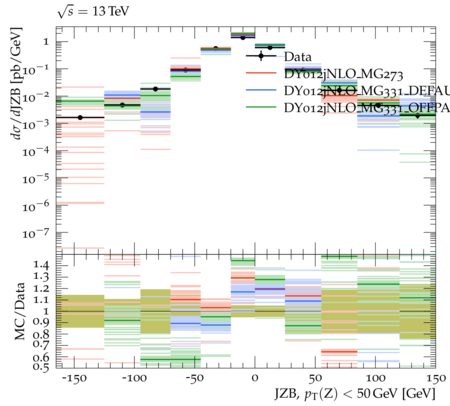 √s = 13 TeV
dσ/dJZB [pb/GeV]
1
10⁻¹
10⁻²
10⁻³
10⁻⁴
10⁻⁵
10⁻⁶
10⁻⁷
Data
DY012jNLO_MG273
DY012jNLO_MG331_DEFAU
DY012jNLO_MG331_OFFPA
MC/Data
1.4
1.3
1.2
1.1
1
0.9
0.8
0.7
0.6
0.5
-150 -100 -50 0 50 100 150
JZB, pT(Z) < 50 GeV [GeV]